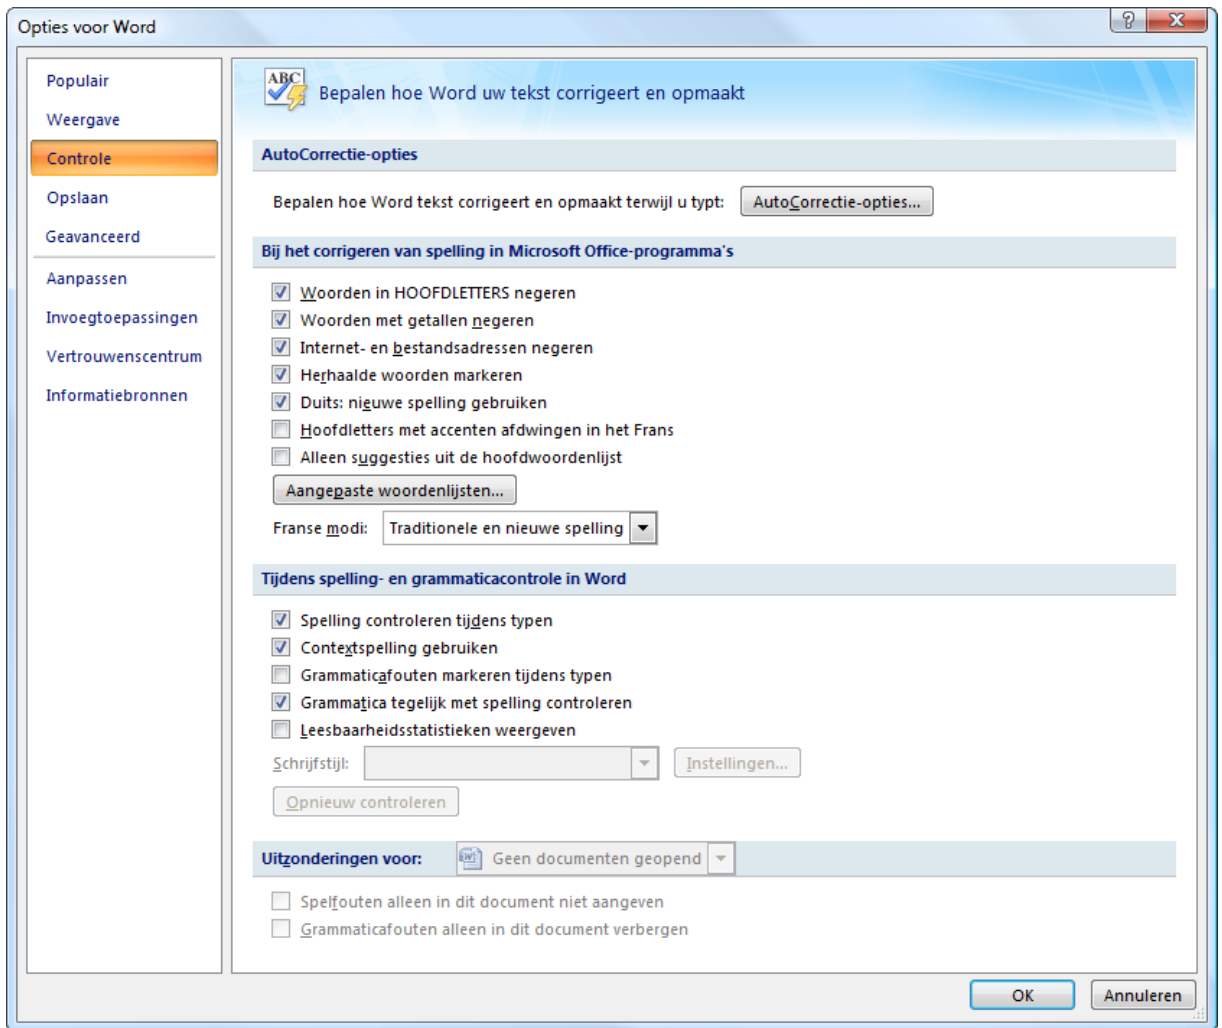 Opties voor Word
Populair
Weergave
Controle
Opslaan
Geavanceerd
Aanpassen
Invoegtoepassingen
Vertrouwenscentrum
Informatiebronnen
ABC
Bepalen hoe Word uw tekst corrigeert en opmaakt
AutoCorrectie-opties
Bepalen hoe Word tekst corrigeert en opmaakt terwijl u typt: AutoCorrectie-opties...
Bij het corrigeren van spelling in Microsoft Office-programma's
Woorden in HOOFDLETTERS negeren
Woorden met getallen negeren
Internet- en bestandsadressen negeren
Herhaalde woorden markeren
Duits: nieuwe spelling gebruiken
Hoofdletters met accenten afdwingen in het Frans
Alleen suggesties uit de hoofdwoordenlijst
Aangepaste woordenlijsten...
Franse modi: Traditionele en nieuwe spelling
Tijdens spelling- en grammaticacontrole in Word
Spelling controleren tijdens typen
Contextspelling gebruiken
Grammaticafouten markeren tijdens typen
Grammatica tegelijk met spelling controleren
Leesbaarheidsstatistieken weergeven
Schrijfstijl: Instellingen...
Opnieuw controleren
Uitzonderingen voor: Geen documenten geopend
Spelfouten alleen in dit document niet aangeven
Grammaticafouten alleen in dit document verbergen
OK Annuleren